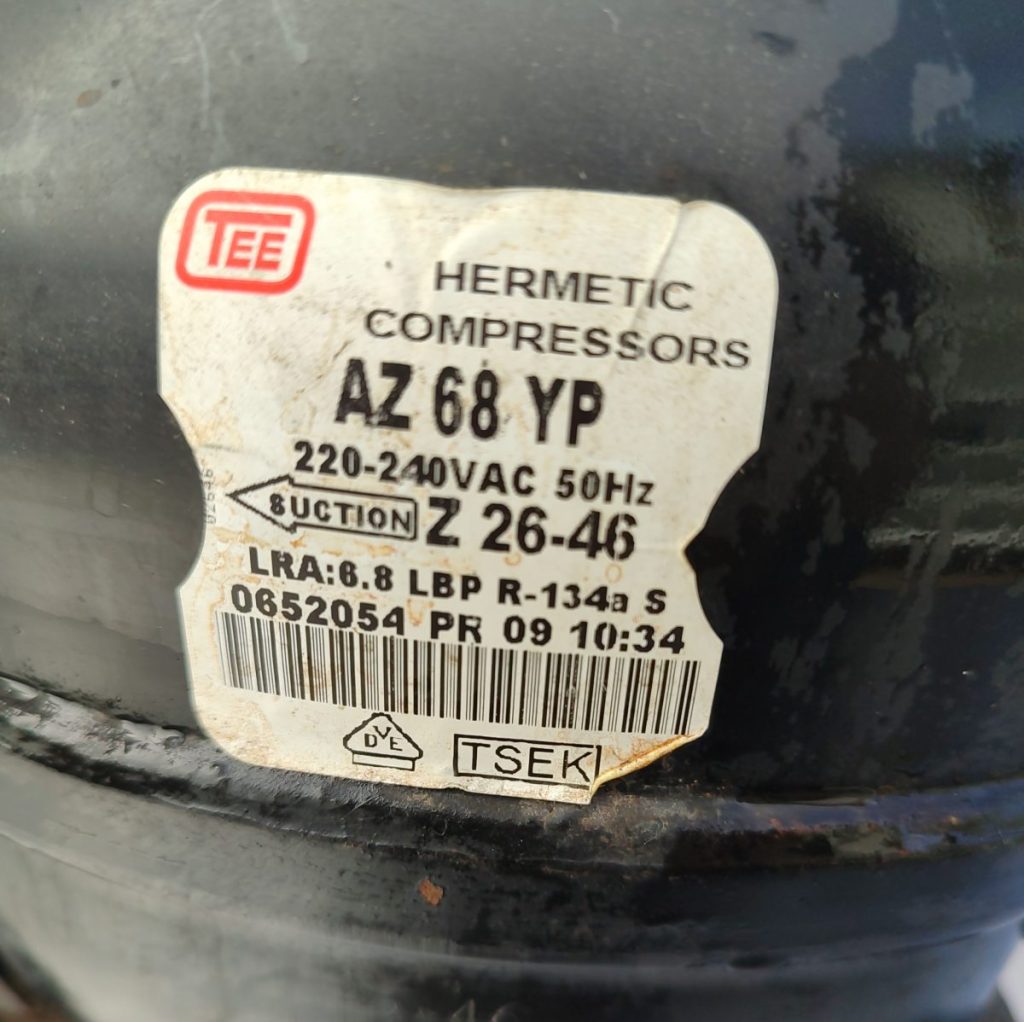 TEE
HERMETIC
COMPRESSORS
AZ 68 YP
220-240VAC 50Hz
SUCTION Z 26-46
LRA:6.8 LBP R-134a S
0652054 PR 09 10:34
VDE
TSEK